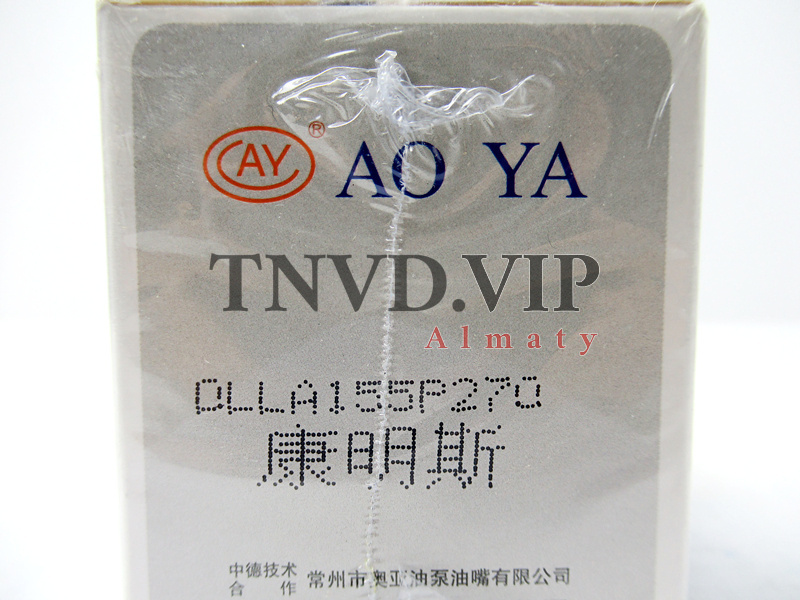 CAY® AO YA
TNVD.VIP
Almaty
DLLA155P270
康明斯
中德技术合作 常州市奥亚油泵油嘴有限公司